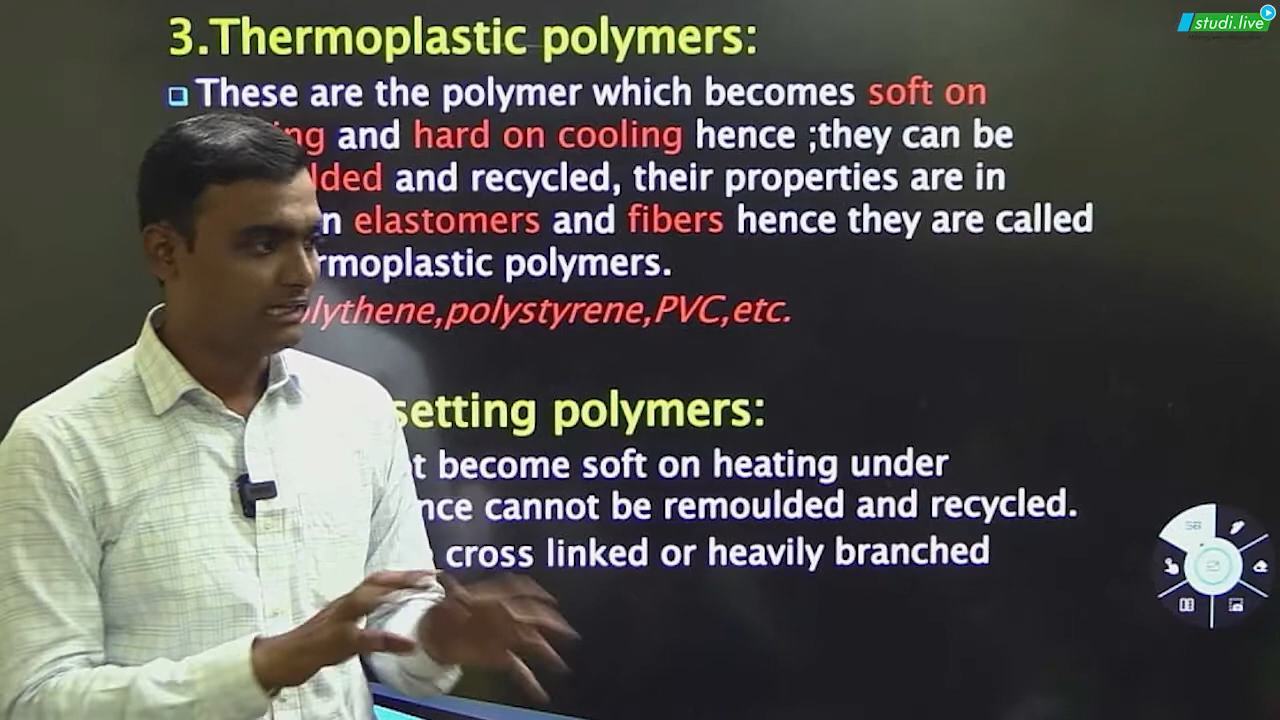 studi.live
3.Thermoplastic polymers:
These are the polymer which becomes soft on
and hard on cooling hence ;they can be
and recycled, their properties are in
elastomers and fibers hence they are called
polymers.
polystyrene,PVC,etc.
polymers:
become soft on heating under
cannot be remoulded and recycled.
cross linked or heavily branched